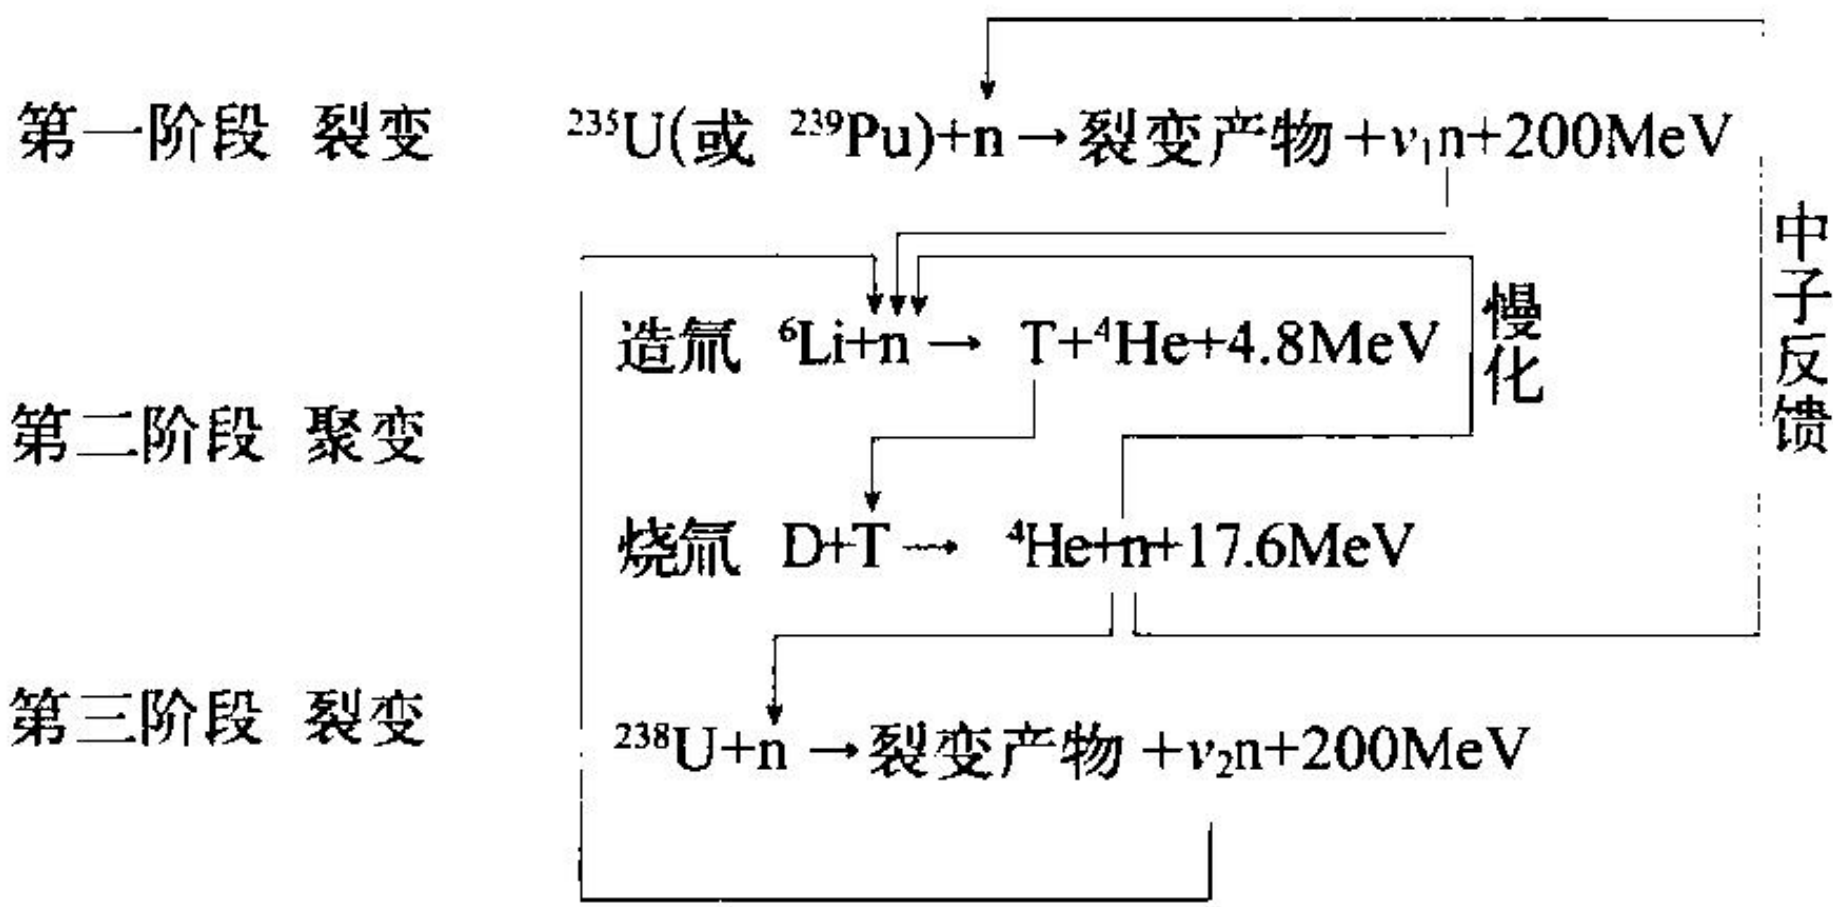 第一阶段 裂变 ²³⁵U(或 ²³⁹Pu)+n→裂变产物+ν₁n+200MeV
造氚 ⁶Li+n→ T+⁴He+4.8MeV
慢化
中子反馈
第二阶段 聚变
烧氚 D+T→ ⁴He+n+17.6MeV
第三阶段 裂变 ²³⁸U+n→裂变产物+ν₂n+200MeV